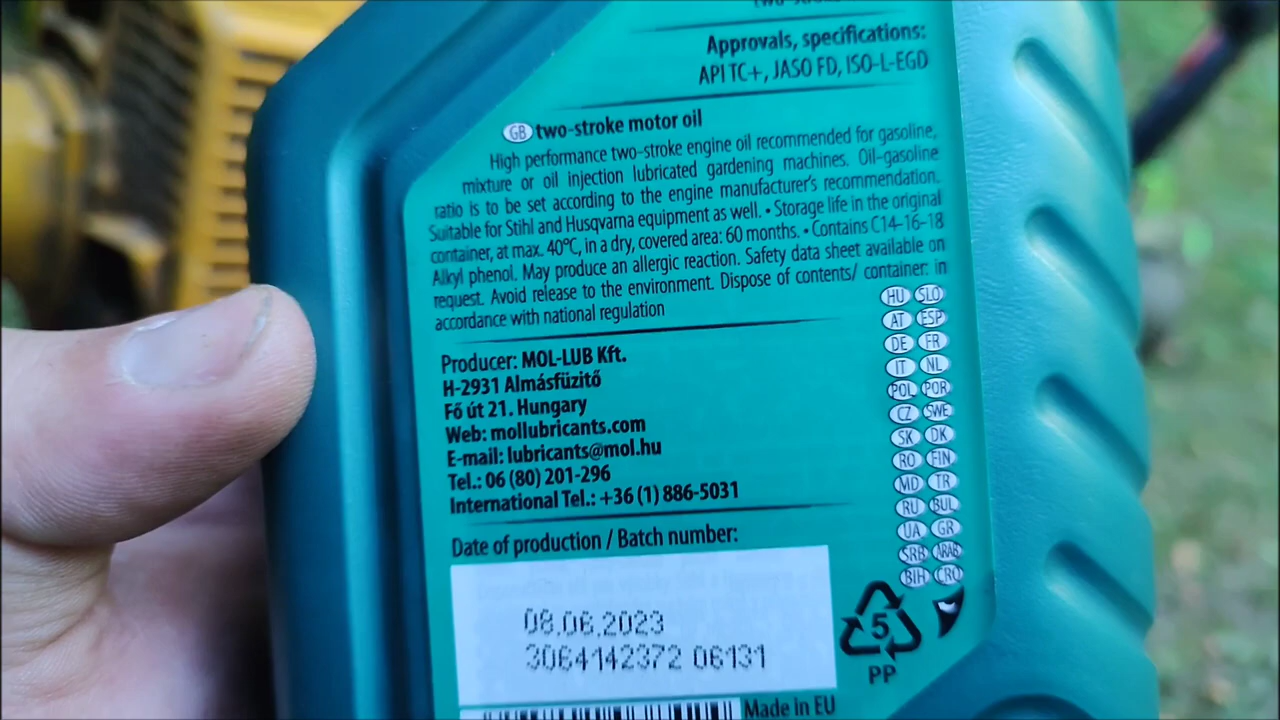 Approvals, specifications:
API TC+, JASO FD, ISO-L-EGD
GB two-stroke motor oil
High performance two-stroke engine oil recommended for gasoline,
mixture or oil injection lubricated gardening machines. Oil-gasoline
ratio is to be set according to the engine manufacturer's recommendation.
Suitable for Stihl and Husqvarna equipment as well. • Storage life in the original
container, at max. 40°C, in a dry, covered area: 60 months. • Contains C14-16-18
Alkyl phenol. May produce an allergic reaction. Safety data sheet available on
request. Avoid release to the environment. Dispose of contents/ container: in
accordance with national regulation
Producer: MOL-LUB Kft.
H-2931 Almásfüzitő
Fő út 21. Hungary
Web: mollubricants.com
E-mail: lubricants@mol.hu
Tel.: 06 (80) 201-296
International Tel.: +36 (1) 886-5031
HU SLO
AT ESP
DE FR
IT NL
POL POR
CZ SWE
SK DK
RO FIN
MD TR
RU BUL
UA GR
SRB ARAB
BIH CRO
Date of production / Batch number:
08.06.2023
3064142372 06131
5
PP
Made in EU